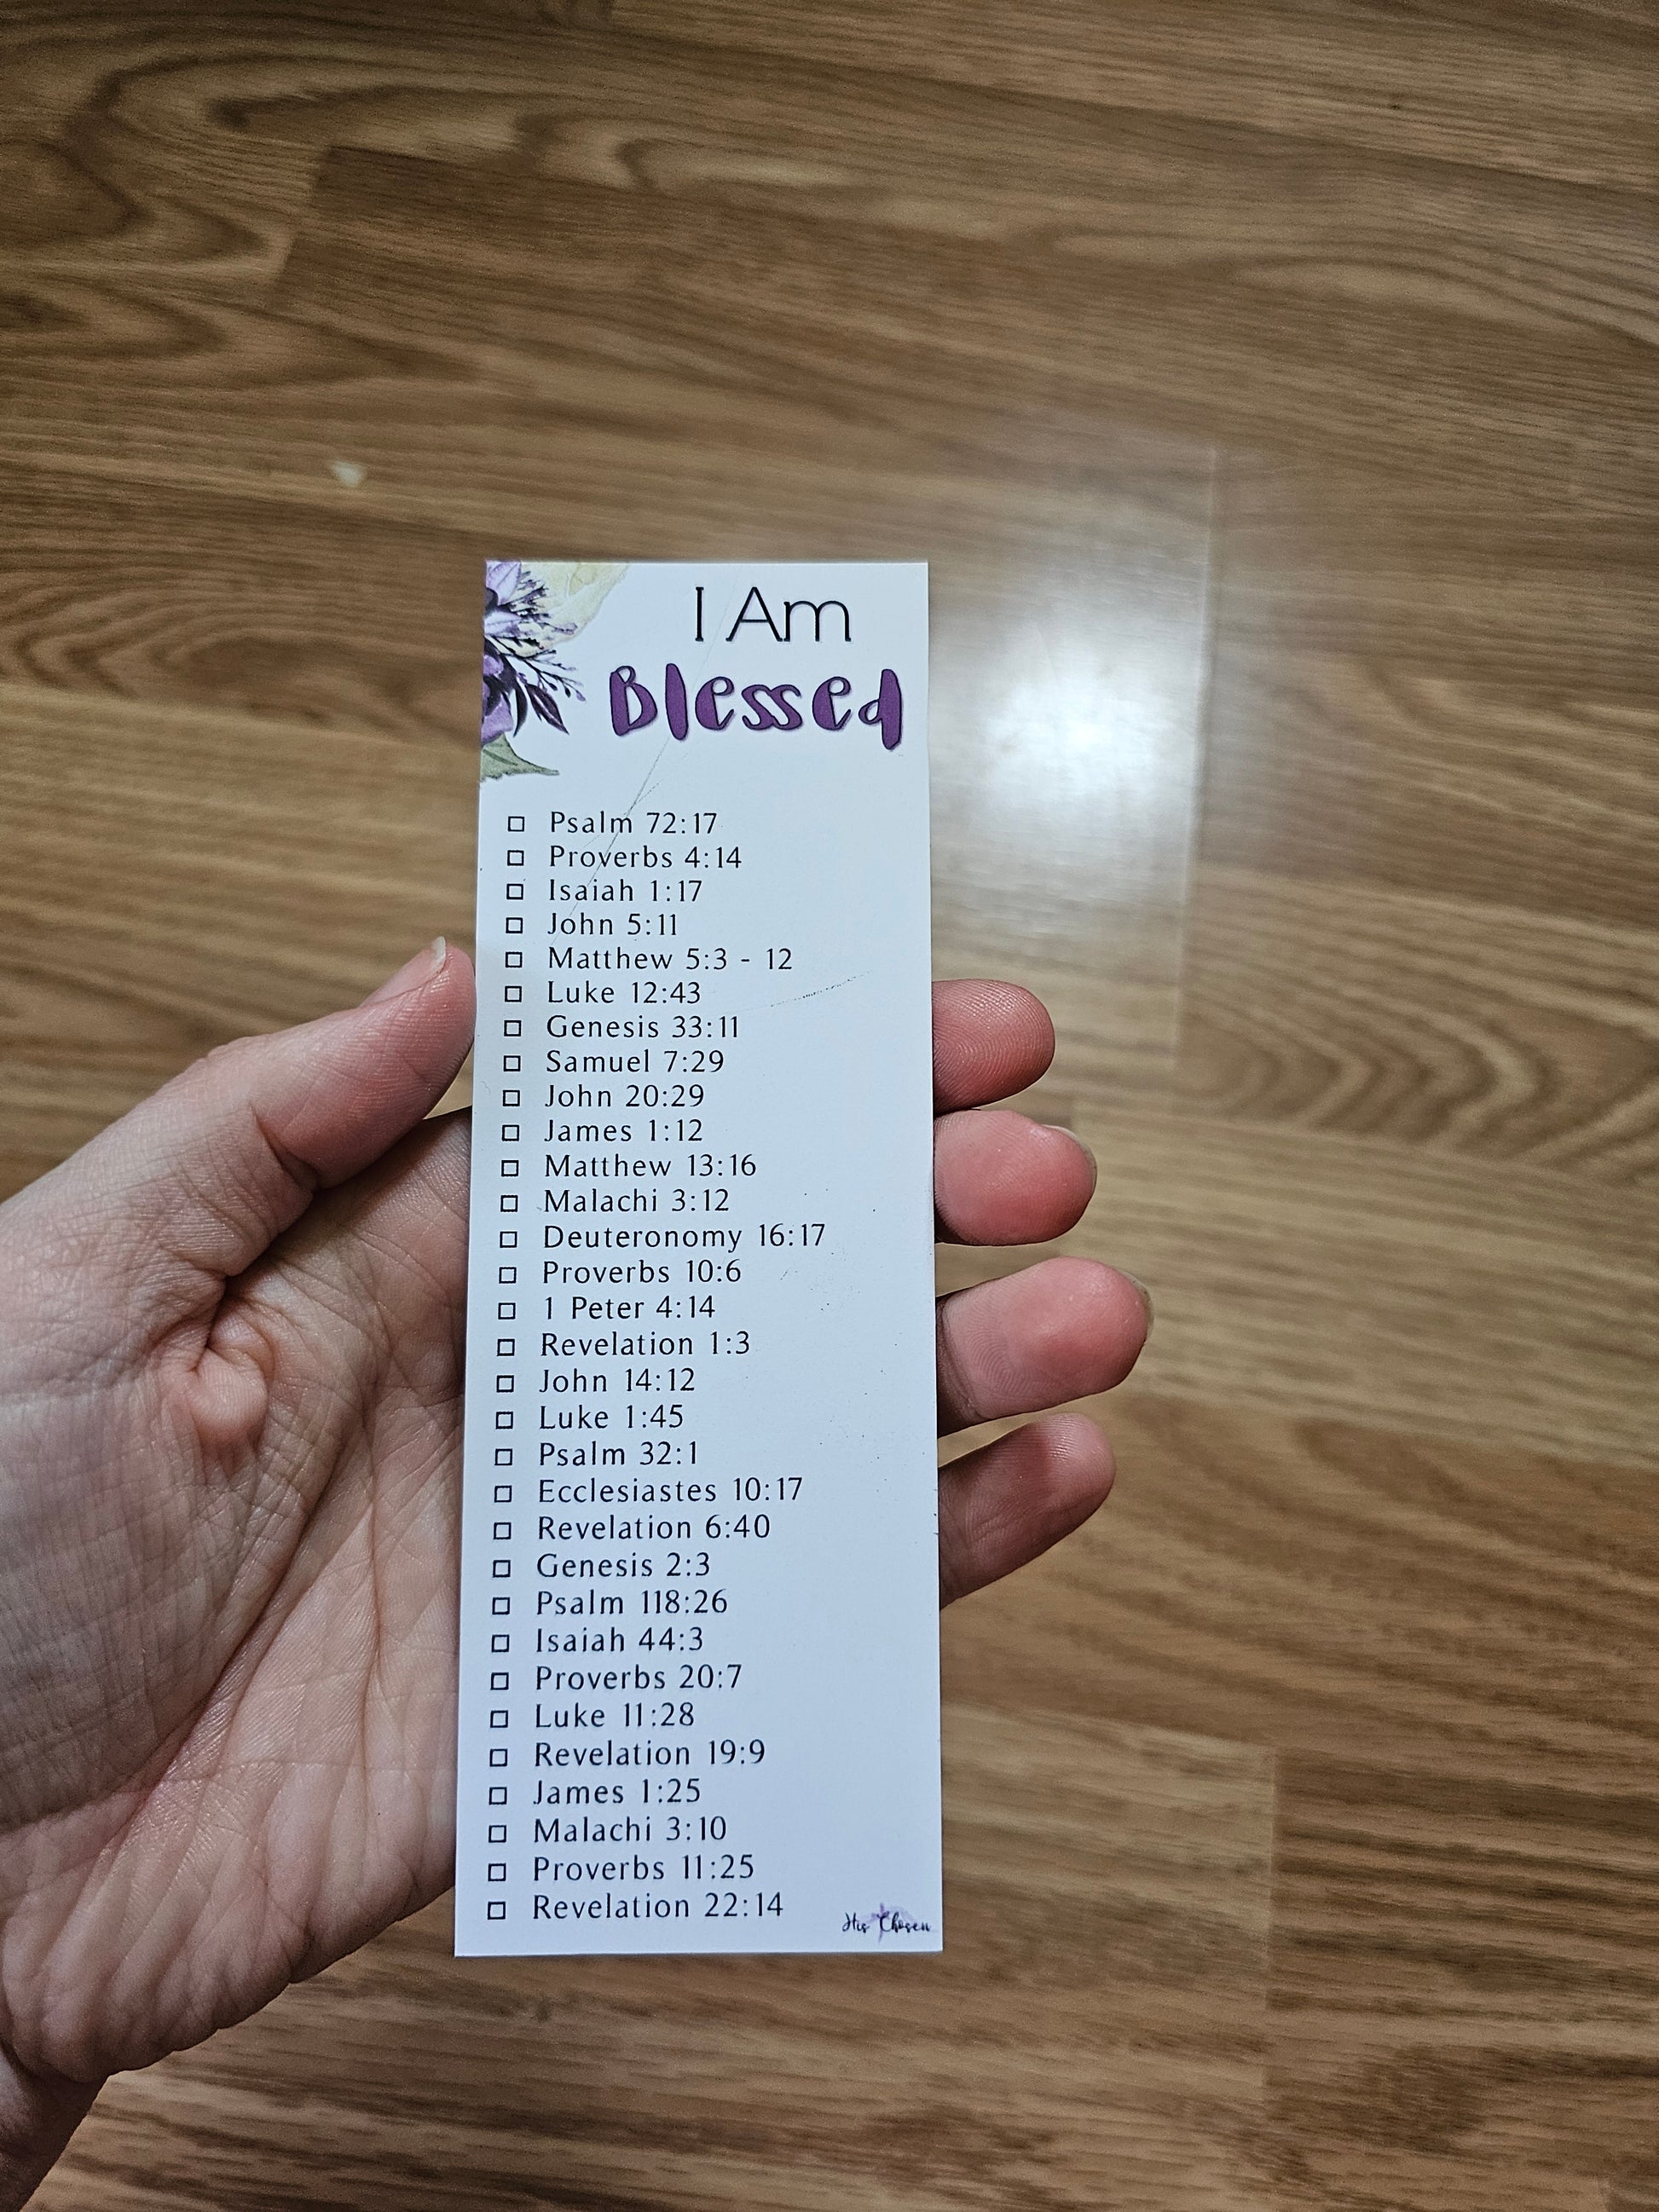 I Am
Blessed
Psalm 72:17
Proverbs 4:14
Isaiah 1:17
John 5:11
Matthew 5:3 - 12
Luke 12:43
Genesis 33:11
Samuel 7:29
John 20:29
James 1:12
Matthew 13:16
Malachi 3:12
Deuteronomy 16:17
Proverbs 10:6
1 Peter 4:14
Revelation 1:3
John 14:12
Luke 1:45
Psalm 32:1
Ecclesiastes 10:17
Revelation 6:40
Genesis 2:3
Psalm 118:26
Isaiah 44:3
Proverbs 20:7
Luke 11:28
Revelation 19:9
James 1:25
Malachi 3:10
Proverbs 11:25
Revelation 22:14
His Chosen